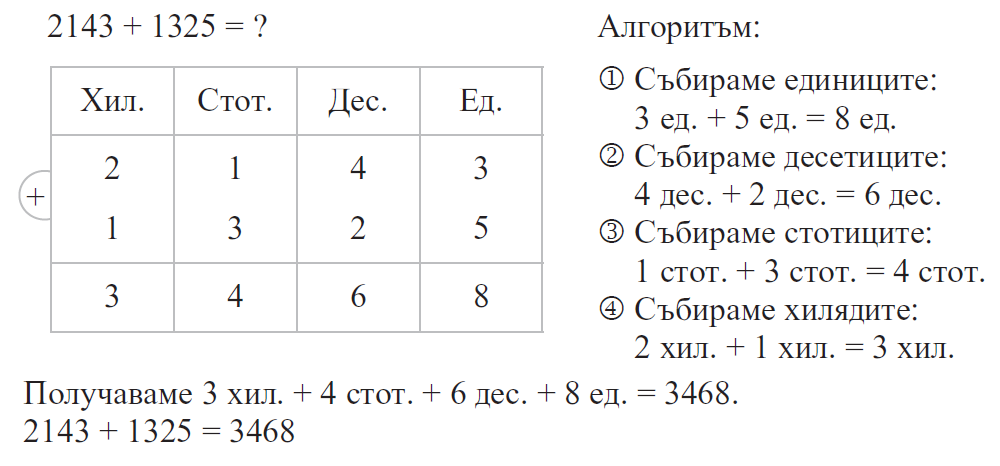 2143 + 1325 = ?
Хил. Стот. Дес. Ед.
2 1 4 3
+
1 3 2 5
3 4 6 8
Алгоритъм:
① Събираме единиците:
3 ед. + 5 ед. = 8 ед.
② Събираме десетиците:
4 дес. + 2 дес. = 6 дес.
③ Събираме стотиците:
1 стот. + 3 стот. = 4 стот.
④ Събираме хилядите:
2 хил. + 1 хил. = 3 хил.
Получаваме 3 хил. + 4 стот. + 6 дес. + 8 ед. = 3468.
2143 + 1325 = 3468